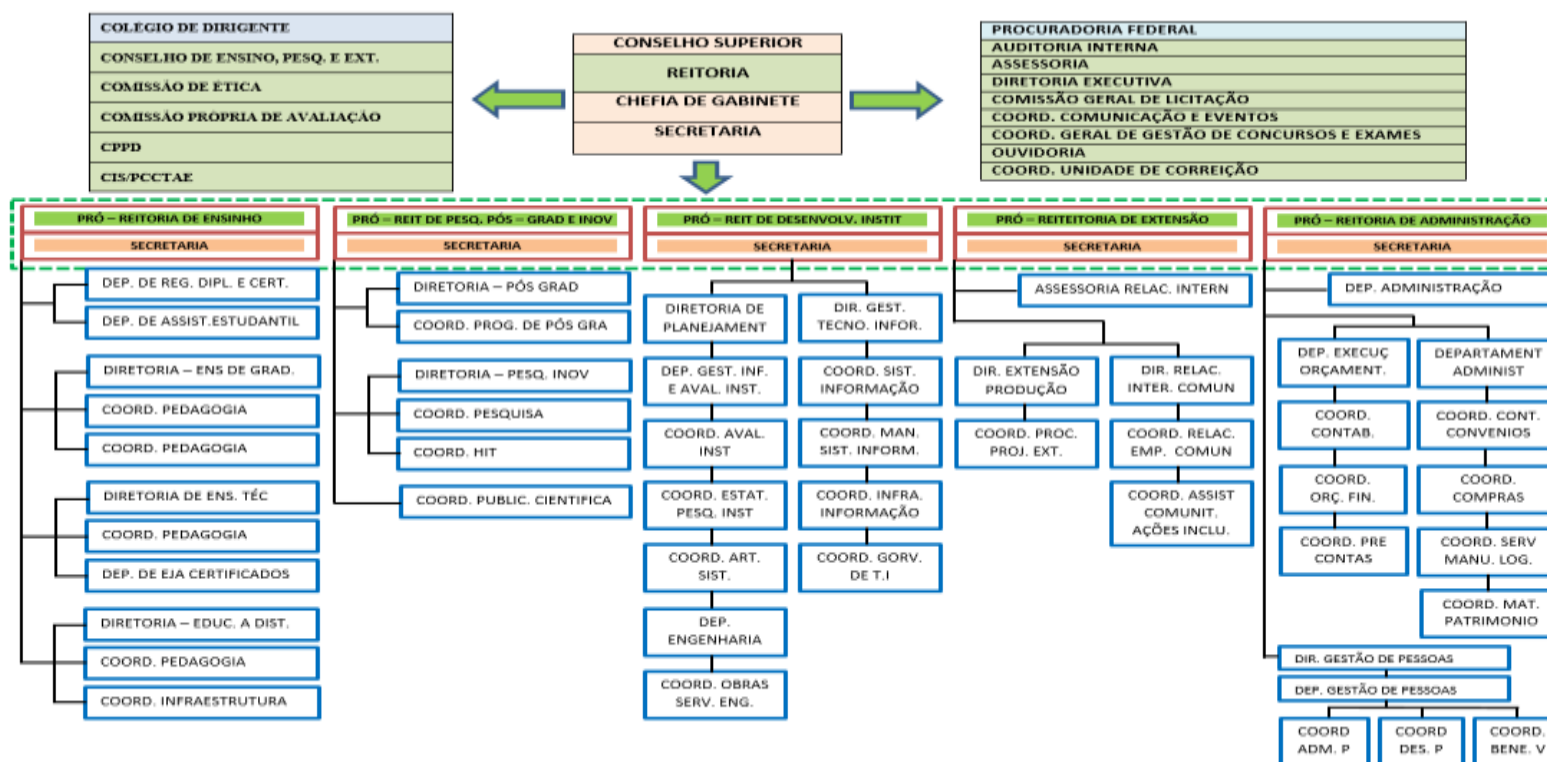 COLÉGIO DE DIRIGENTE
CONSELHO DE ENSINO, PESQ. E EXT.
COMISSÃO DE ÉTICA
COMISSÃO PRÓPRIA DE AVALIAÇÃO
CPPD
CIS/PCCTAE
CONSELHO SUPERIOR
REITORIA
CHEFIA DE GABINETE
SECRETARIA
PROCURADORIA FEDERAL
AUDITORIA INTERNA
ASSESSORIA
DIRETORIA EXECUTIVA
COMISSÃO GERAL DE LICITAÇÃO
COORD. COMUNICAÇÃO E EVENTOS
COORD. GERAL DE GESTÃO DE CONCURSOS E EXAMES
OUVIDORIA
COORD. UNIDADE DE CORREIÇÃO
PRÓ – REITORIA DE ENSINHO
SECRETARIA
DEP. DE REG. DIPL. E CERT.
DEP. DE ASSIST.ESTUDANTIL
DIRETORIA – ENS DE GRAD.
COORD. PEDAGOGIA
COORD. PEDAGOGIA
DIRETORIA DE ENS. TÉC
COORD. PEDAGOGIA
DEP. DE EJA CERTIFICADOS
DIRETORIA – EDUC. A DIST.
COORD. PEDAGOGIA
COORD. INFRAESTRUTURA
PRÓ = REIT DE PESQ. PÓS = GRAD E INOV
SECRETARIA
DIRETORIA – PÓS GRAD
COORD. PROG. DE PÓS GRA
DIRETORIA – PESQ. INOV
COORD. PESQUISA
COORD. HIT
COORD. PUBLIC. CIENTIFICA
PRÓ = REIT DE DESENVOLV. INSTIT
SECRETARIA
DIRETORIA DE
PLANEJAMENT
DEP. GEST. INF.
E AVAL. INST.
COORD. AVAL.
INST
COORD. ESTAT.
PESQ. INST
COORD. ART.
SIST.
DEP.
ENGENHARIA
COORD. OBRAS
SERV. ENG.
DIR. GEST.
TECNO. INFOR.
COORD. SIST.
INFORMAÇÃO
COORD. MAN.
SIST. INFORM.
COORD. INFRA.
INFORMAÇÃO
COORD. GORV.
DE T.I
PRÓ = REITEITORIA DE EXTENSÃO
SECRETARIA
ASSESSORIA RELAC. INTERN
DIR. EXTENSÃO
PRODUÇÃO
COORD. PROC.
PROJ. EXT.
DIR. RELAC.
INTER. COMUN
COORD. RELAC.
EMP. COMUN
COORD. ASSIST
COMUNIT.
AÇÕES INCLU.
PRÓ – REITORIA DE ADMINISTRAÇÃO
SECRETARIA
DEP. ADMINISTRAÇÃO
DEP. EXECUÇ
ORÇAMENT.
COORD.
CONTAB.
COORD.
ORÇ. FIN.
COORD. PRE
CONTAS
DEPARTAMENT
ADMINIST
COORD. CONT.
CONVENIOS
COORD.
COMPRAS
COORD. SERV
MANU. LOG.
COORD. MAT.
PATRIMONIO
DIR. GESTÃO DE PESSOAS
DEP. GESTÃO DE PESSOAS
COORD
ADM. P
COORD
DES. P
COORD.
BENE. V